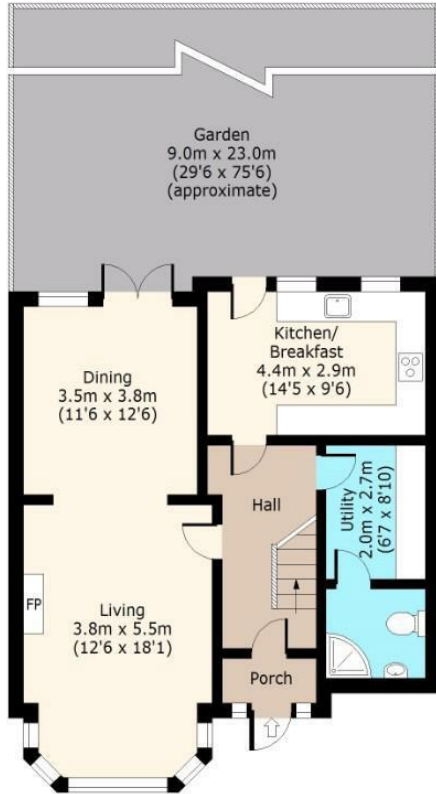 Garden
9.0m x 23.0m
(29'6 x 75'6)
(approximate)
Kitchen/
Breakfast
4.4m x 2.9m
(14'5 x 9'6)
Dining
3.5m x 3.8m
(11'6 x 12'6)
Hall
Utility
2.0m x 2.7m
(6'7 x 8'10)
FP
Living
3.8m x 5.5m
(12'6 x 18'1)
Porch